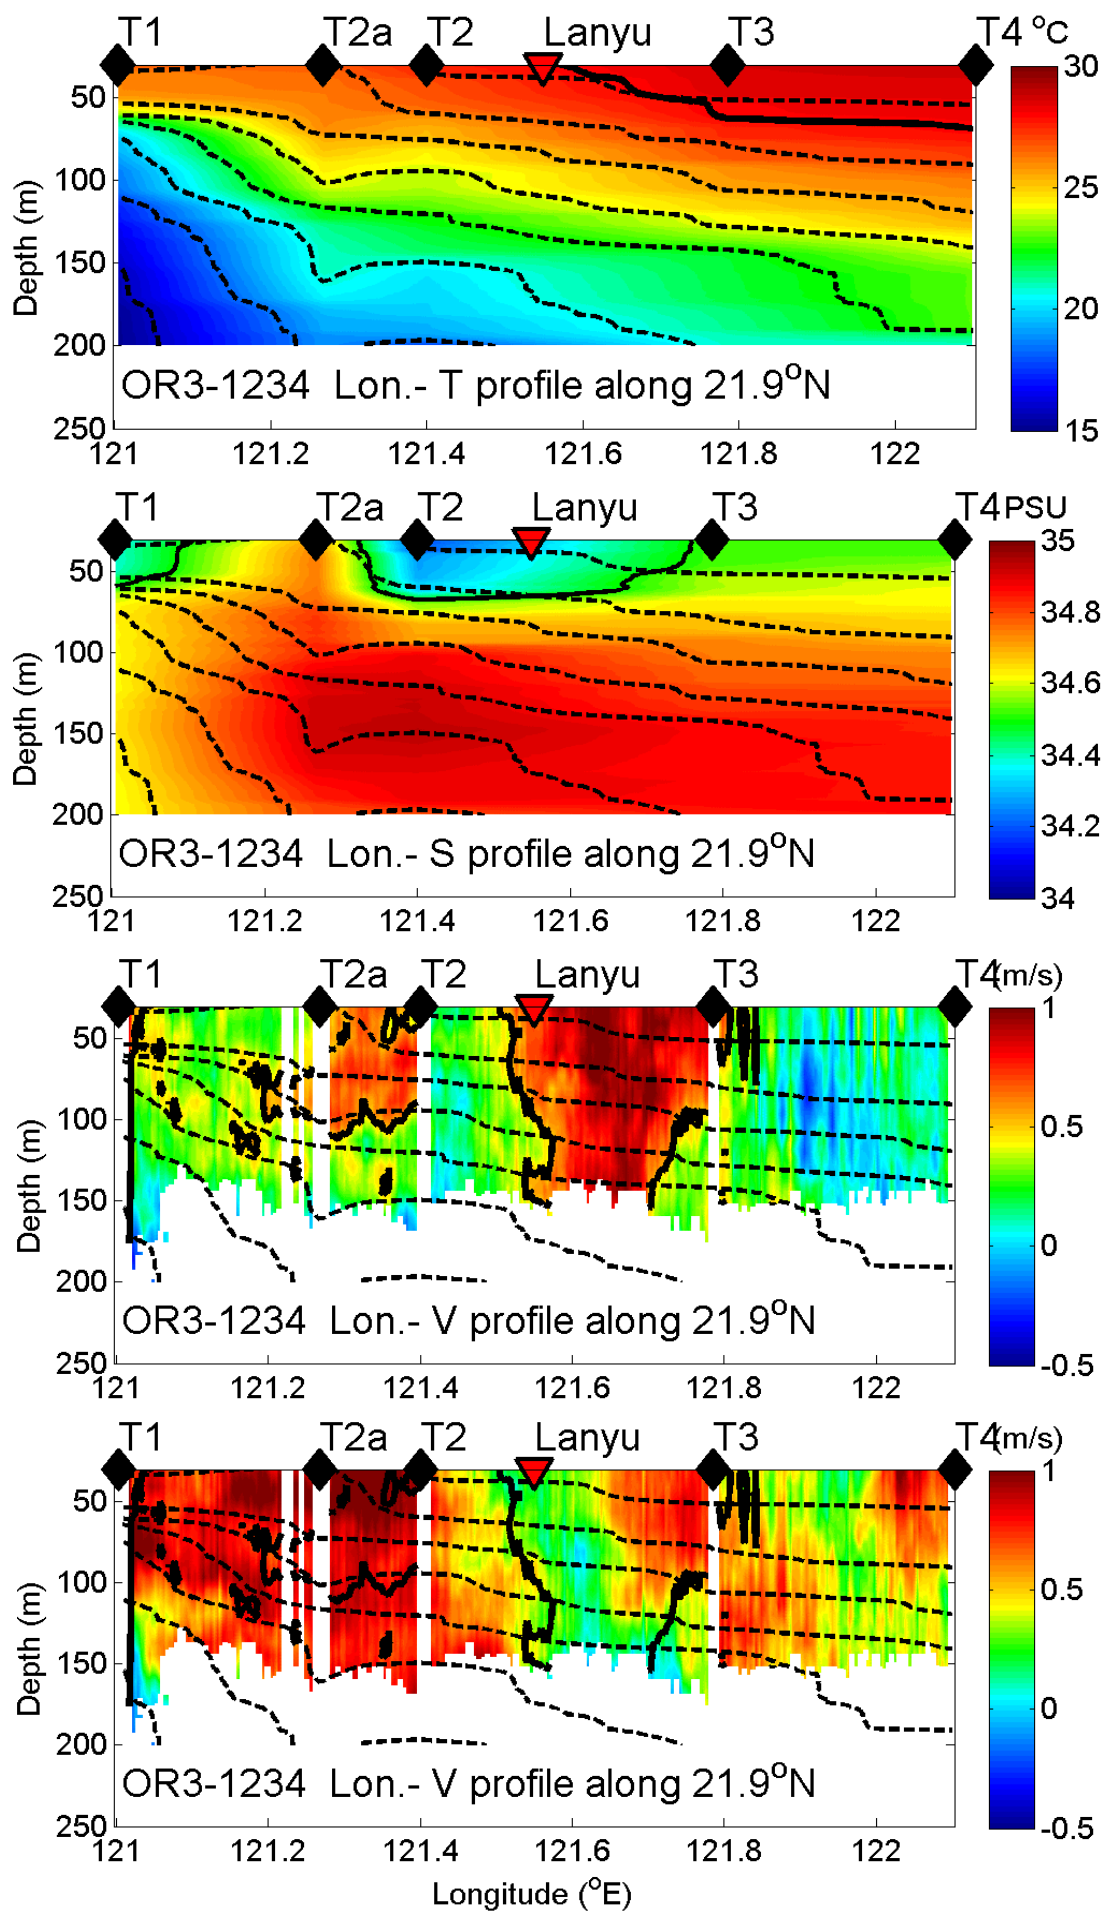 T1 T2a T2 Lanyu T3 T4 °C
30
50
25
100
Depth (m)
150
20
200
OR3-1234 Lon.- T profile along 21.9°N
250
15
121 121.2 121.4 121.6 121.8 122
T1 T2a T2 Lanyu T3 T4 PSU
35
50
34.8
100
34.6
Depth (m)
150
34.4
200
34.2
OR3-1234 Lon.- S profile along 21.9°N
250
34
121 121.2 121.4 121.6 121.8 122
T1 T2a T2 Lanyu T3 T4 (m/s)
1
50
0.5
100
Depth (m)
150
0
200
OR3-1234 Lon.- V profile along 21.9°N
250
-0.5
121 121.2 121.4 121.6 121.8 122
T1 T2a T2 Lanyu T3 T4 (m/s)
1
50
0.5
100
Depth (m)
150
0
200
OR3-1234 Lon.- V profile along 21.9°N
250
-0.5
121 121.2 121.4 121.6 121.8 122
Longitude (°E)